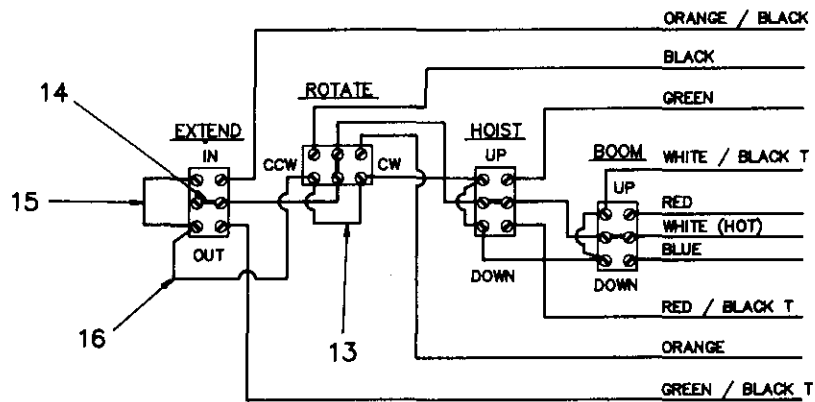 ORANGE / BLACK
BLACK
ROTATE
14
GREEN
EXTEND
HOIST
IN
UP
BOOM
WHITE / BLACK T
CCW
CW
UP
15
RED
WHITE (HOT)
BLUE
OUT
DOWN
DOWN
16
13
RED / BLACK T
ORANGE
GREEN / BLACK T